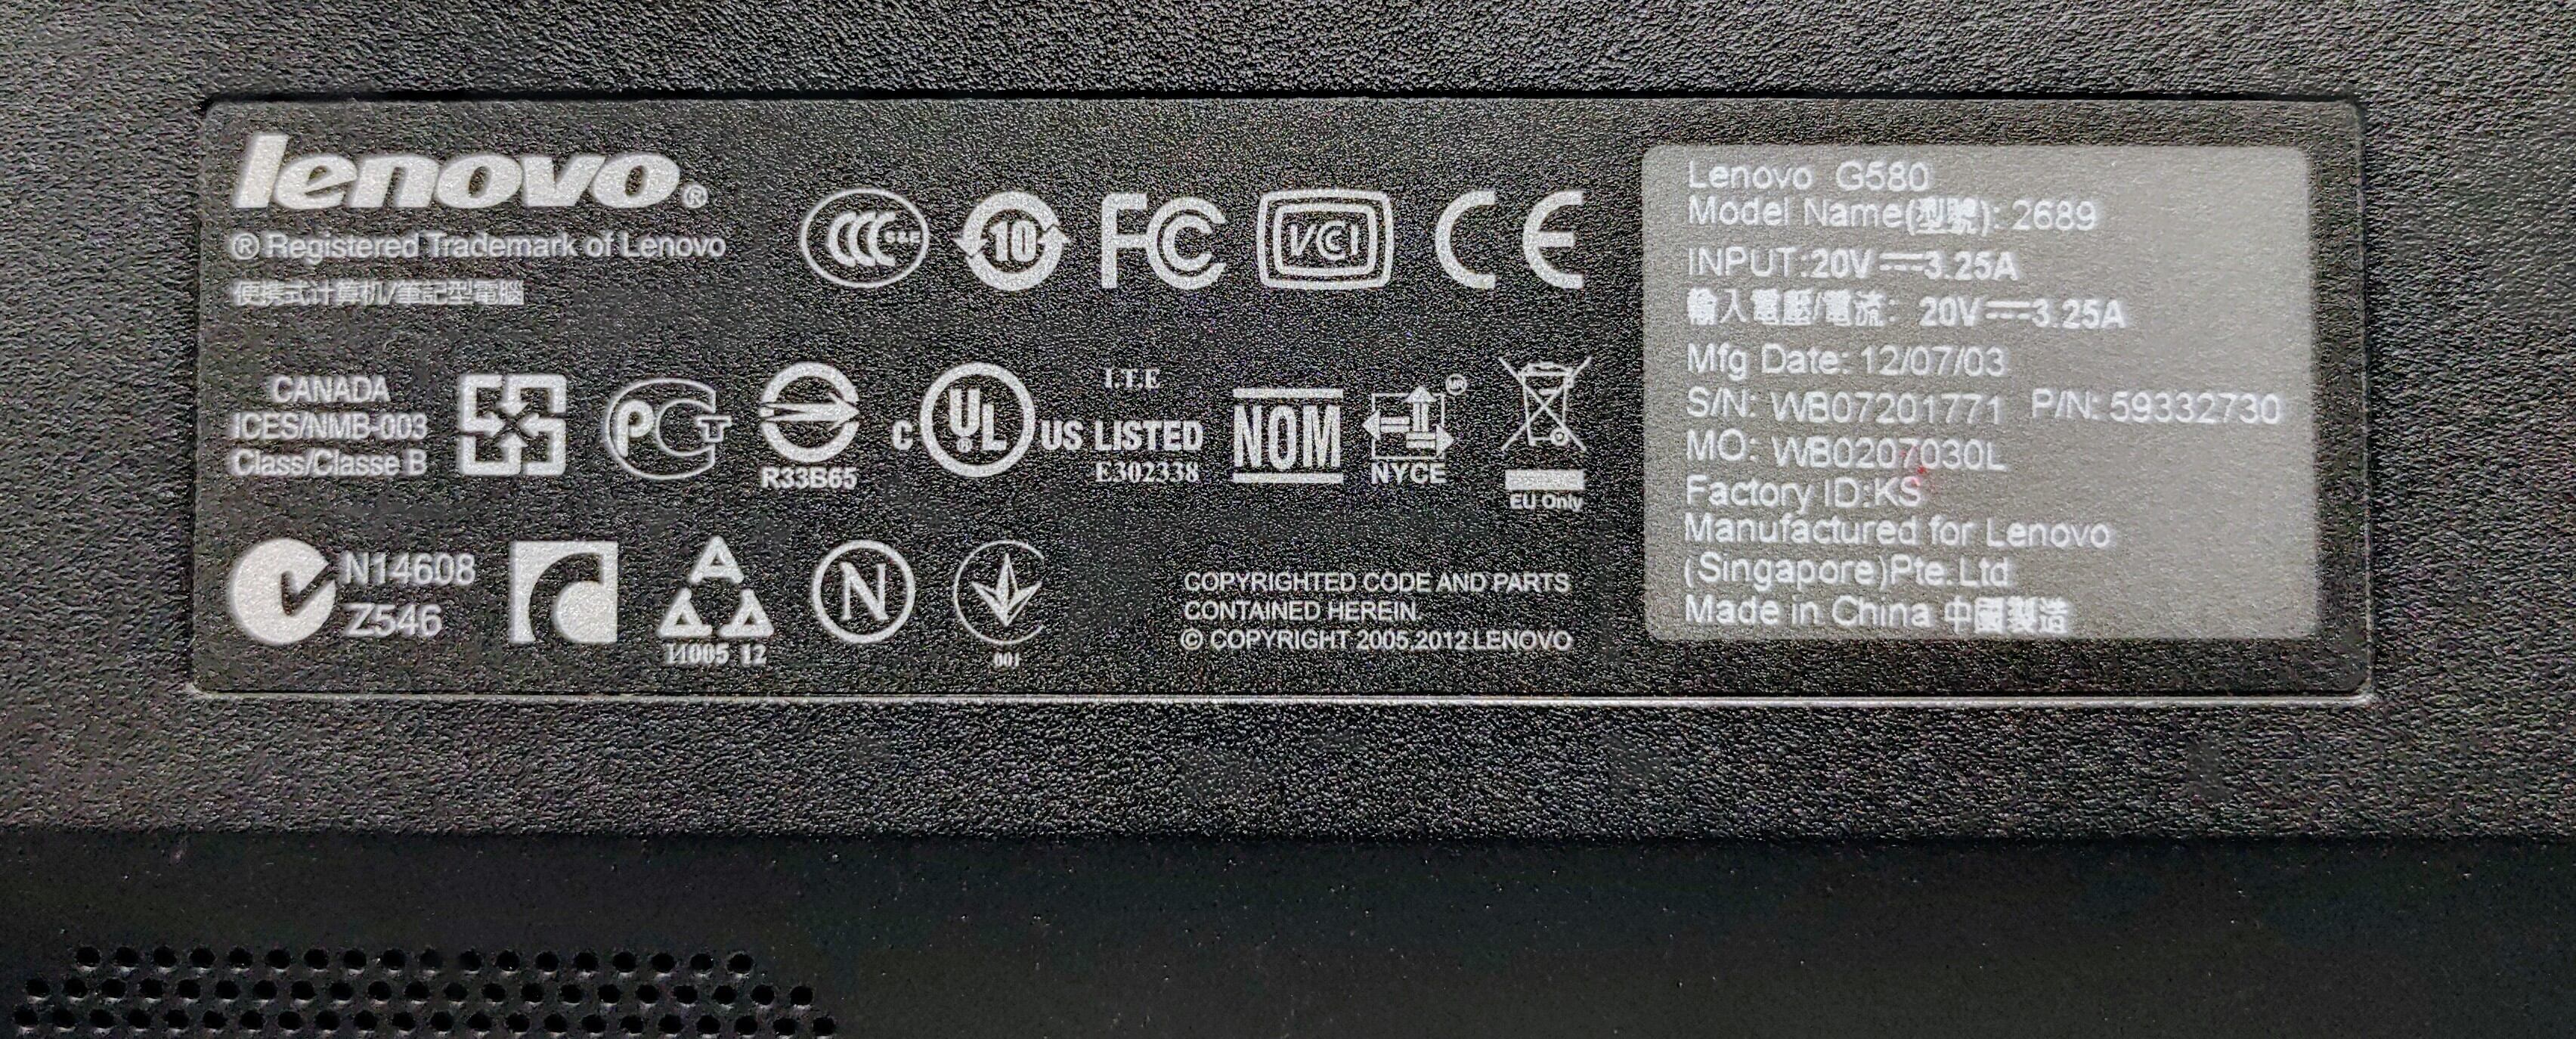 lenovo®
® Registered Trademark of Lenovo
便携式计算机/筆記型電腦
CCC
10
FC
VCI
CE
CANADA
ICES/NMB-003
Class/Classe B
R33B65
C UL US LISTED
I.T.E
E302338
NOM
NYCE
MR
EU Only
N14608
Z546
005 12
N
001
COPYRIGHTED CODE AND PARTS
CONTAINED HEREIN.
© COPYRIGHT 2005,2012 LENOVO
Lenovo G580
Model Name(型號): 2689
INPUT:20V⎓3.25A
輸入電壓/電流: 20V⎓3.25A
Mfg Date: 12/07/03
S/N: WB07201771 P/N: 59332730
MO: WB0207030L
Factory ID:KS
Manufactured for Lenovo
(Singapore)Pte.Ltd
Made in China 中國製造